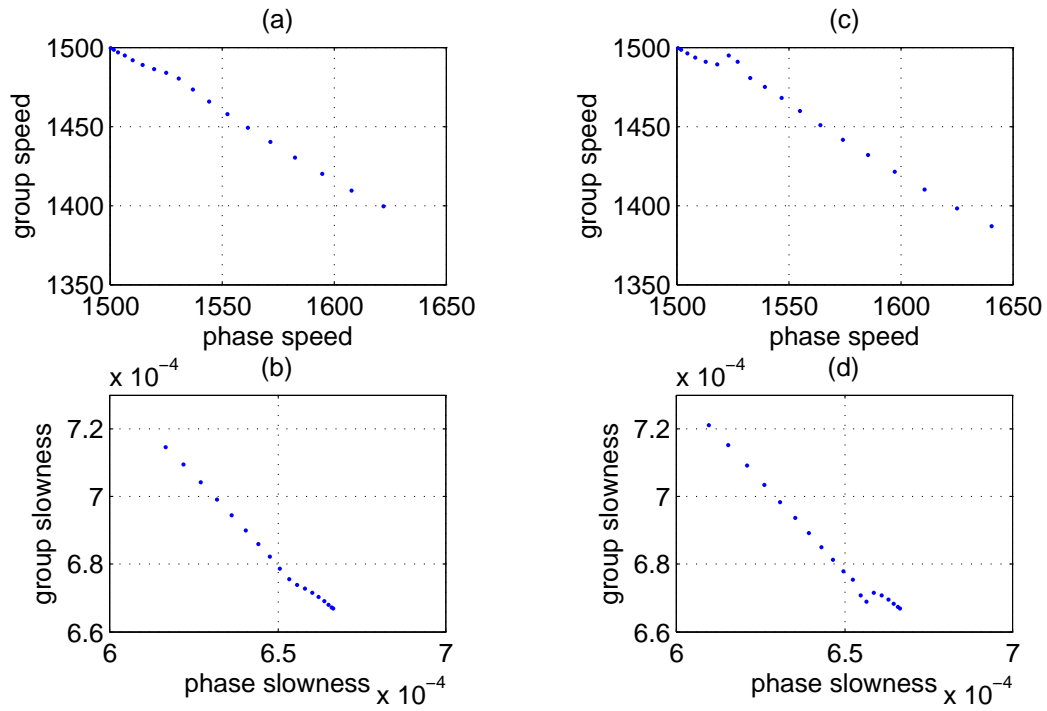 (a)
1500
1450
1400
1350
group speed
1500 1550 1600 1650
phase speed
(c)
1500
1450
1400
1350
group speed
1500 1550 1600 1650
phase speed
(b)
x 10⁻⁴
7.2
7
6.8
6.6
group slowness
6 6.5 7
phase slowness
x 10⁻⁴
(d)
x 10⁻⁴
7.2
7
6.8
6.6
group slowness
6 6.5 7
phase slowness
x 10⁻⁴